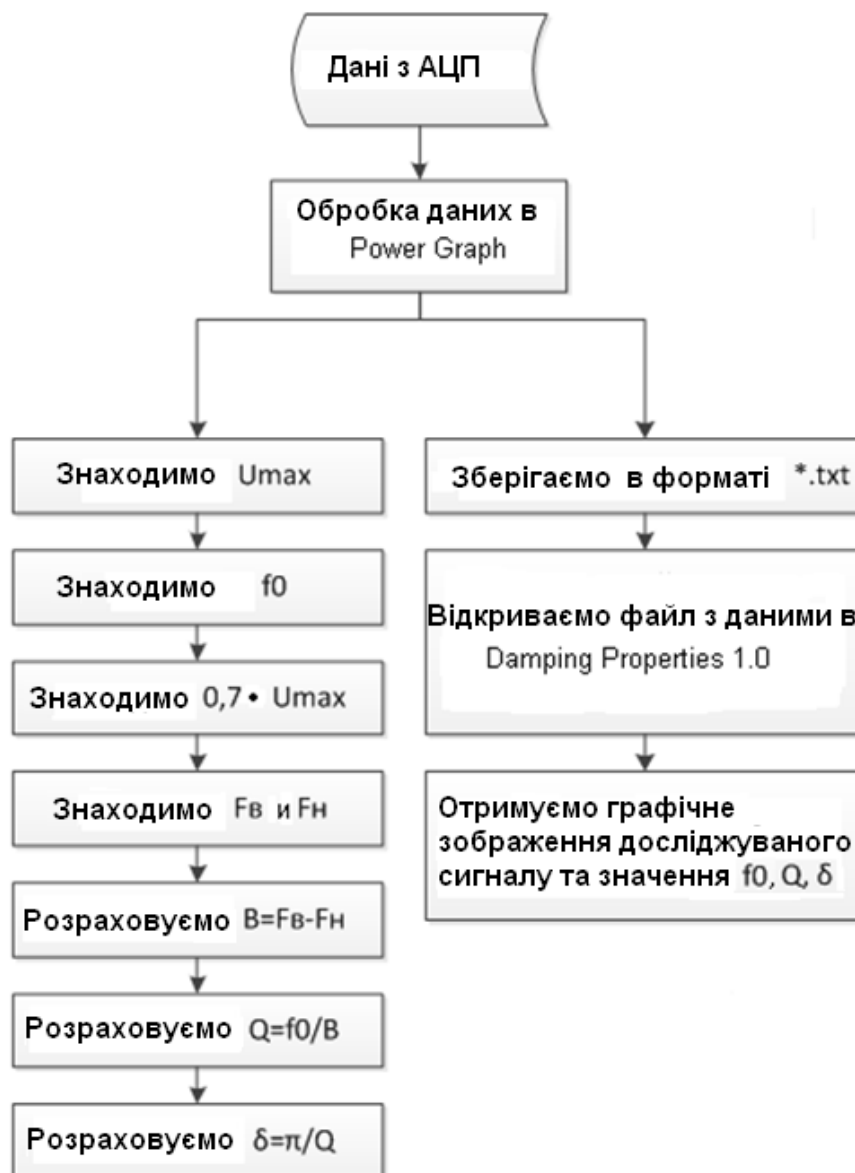 Дані з АЦП
Обробка даних в
Power Graph
Знаходимо Umax
Знаходимо f0
Знаходимо 0,7• Umax
Знаходимо Fв и Fн
Розраховуємо B=Fв-Fн
Розраховуємо Q=f0/B
Розраховуємо δ=π/Q
Зберігаємо в форматі *.txt
Відкриваємо файл з даними в
Damping Properties 1.0
Отримуємо графічне
зображення досліджуваного
сигналу та значення f0, Q, δ